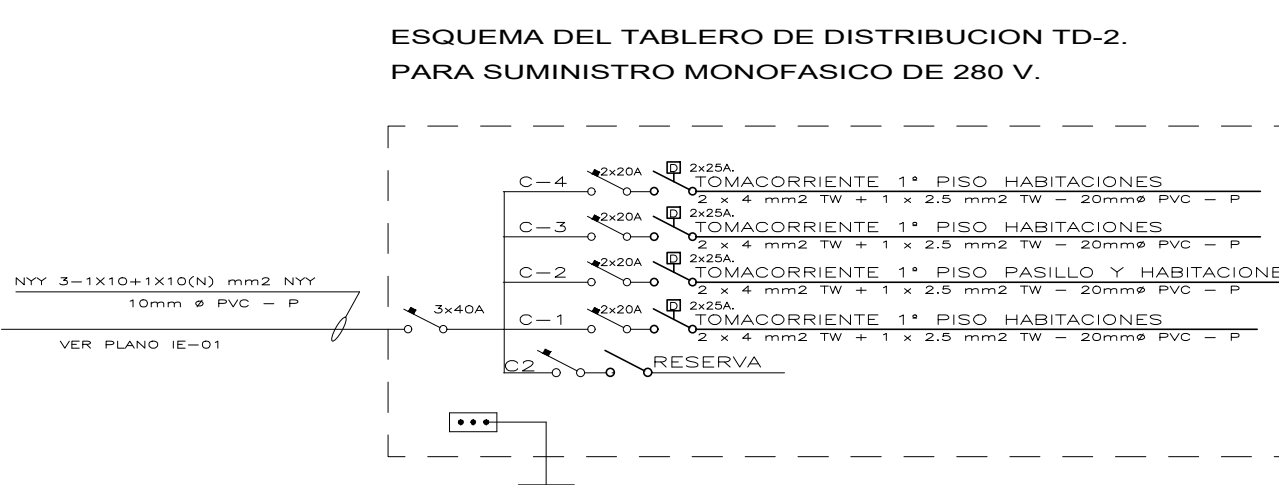 ESQUEMA DEL TABLERO DE DISTRIBUCION TD-2.
PARA SUMINISTRO MONOFASICO DE 280 V.
C-4 2x20A D 2x25A. TOMACORRIENTE 1ª PISO HABITACIONES
2 x 4 mm2 TW + 1 x 2.5 mm2 TW - 20mmø PVC - P
C-3 2x20A D 2x25A. TOMACORRIENTE 1ª PISO HABITACIONES
2 x 4 mm2 TW + 1 x 2.5 mm2 TW - 20mmø PVC - P
C-2 2x20A D 2x25A. TOMACORRIENTE 1ª PISO PASILLO Y HABITACIONE
2 x 4 mm2 TW + 1 x 2.5 mm2 TW - 20mmø PVC - P
NYY 3-1X10+1X10(N) mm2 NYY
10mm ø PVC - P
3x40A
C-1 2x20A D 2x25A. TOMACORRIENTE 1ª PISO HABITACIONES
2 x 4 mm2 TW + 1 x 2.5 mm2 TW - 20mmø PVC - P
VER PLANO IE-01
C2 RESERVA